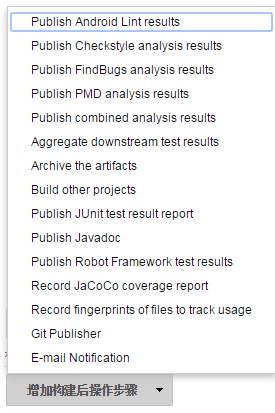 Publish Android Lint results
Publish Checkstyle analysis results
Publish FindBugs analysis results
Publish PMD analysis results
Publish combined analysis results
Aggregate downstream test results
Archive the artifacts
Build other projects
Publish JUnit test result report
Publish Javadoc
Publish Robot Framework test results
Record JaCoCo coverage report
Record fingerprints of files to track usage
Git Publisher
E-mail Notification
增加构建后操作步骤